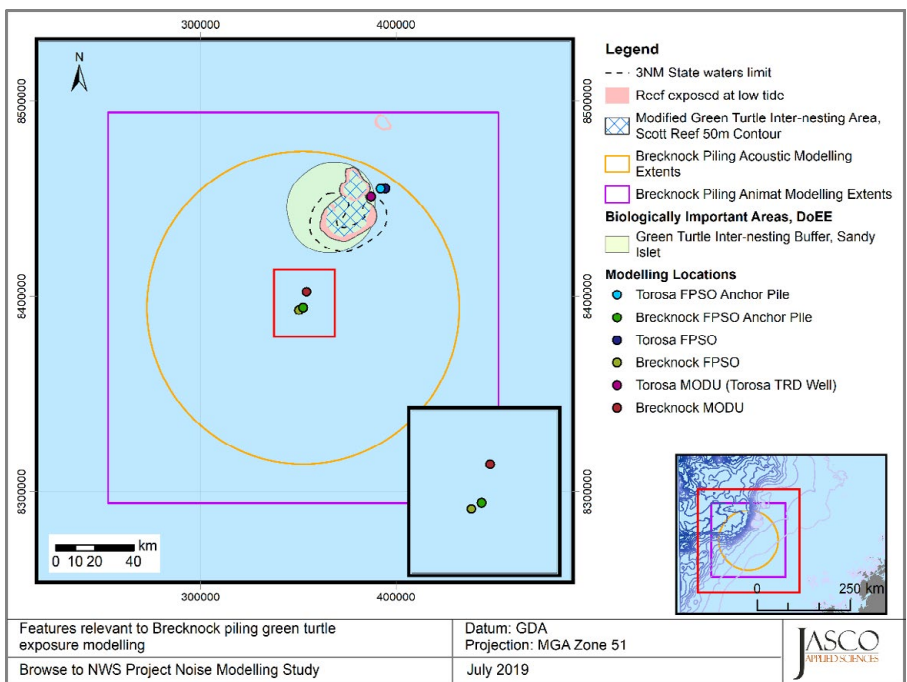 300000 400000
N
8500000 8500000
8400000 8400000
8300000 8300000
km
0 10 20 40
300000 400000
Legend
3NM State waters limit
Reef exposed at low tide
Modified Green Turtle Inter-nesting Area,
Scott Reef 50m Contour
Brecknock Piling Acoustic Modelling
Extents
Brecknock Piling Animat Modelling Extents
Biologically Important Areas, DoEE
Green Turtle Inter-nesting Buffer, Sandy
Islet
Modelling Locations
Torosa FPSO Anchor Pile
Brecknock FPSO Anchor Pile
Torosa FPSO
Brecknock FPSO
Torosa MODU (Torosa TRD Well)
Brecknock MODU
0 250 km
Features relevant to Brecknock piling green turtle
exposure modelling
Datum: GDA
Projection: MGA Zone 51
Browse to NWS Project Noise Modelling Study
July 2019
JASCO
APPLIED SCIENCES